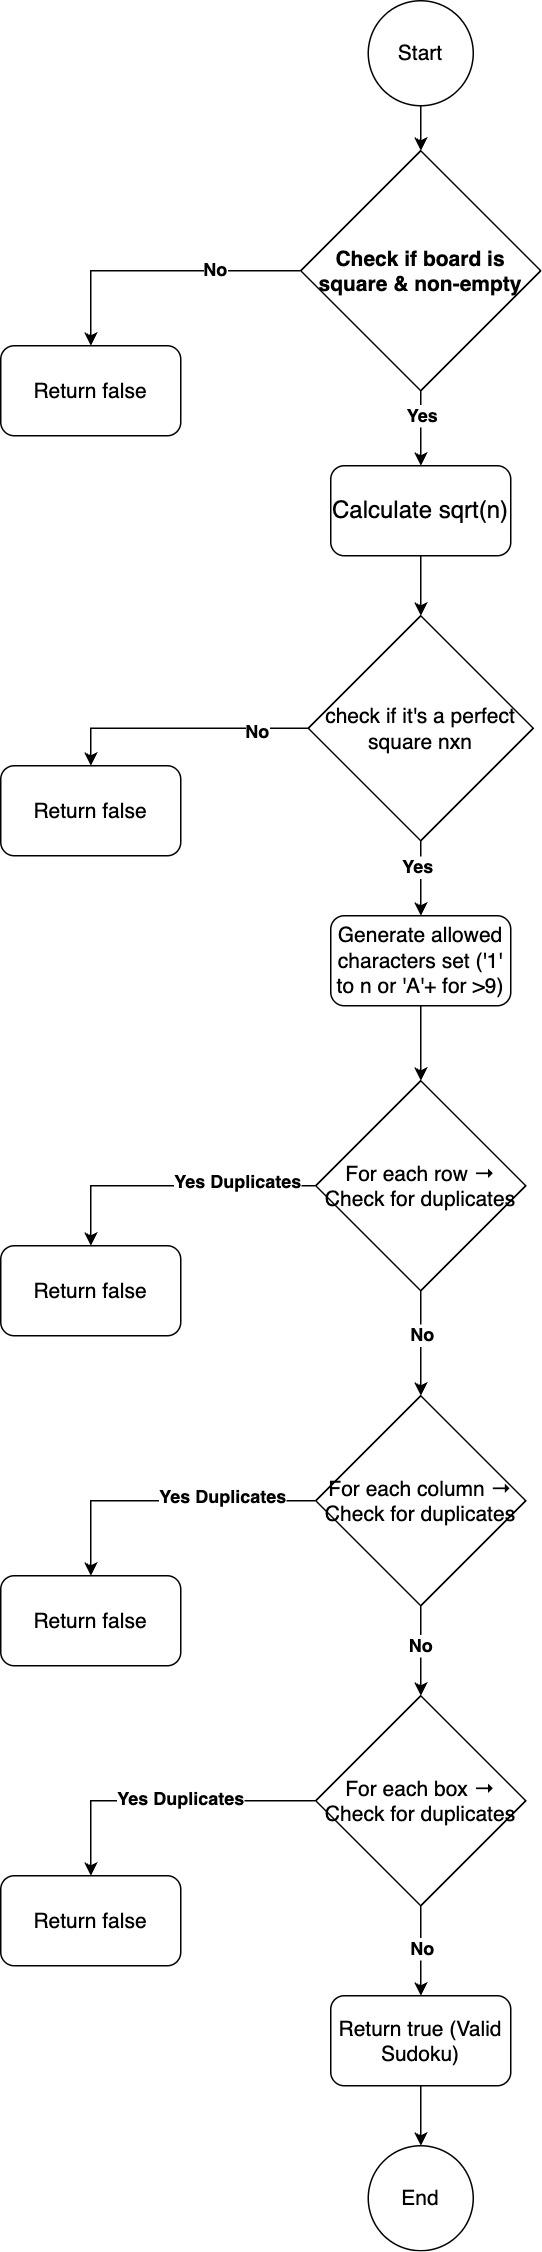 Start
Check if board is
square & non-empty
No
Return false
Yes
Calculate sqrt(n)
check if it's a perfect
square nxn
No
Return false
Yes
Generate allowed
characters set ('1'
to n or 'A'+ for >9)
For each row →
Check for duplicates
Yes Duplicates
Return false
No
For each column →
Check for duplicates
Yes Duplicates
Return false
No
For each box →
Check for duplicates
Yes Duplicates
Return false
No
Return true (Valid
Sudoku)
End